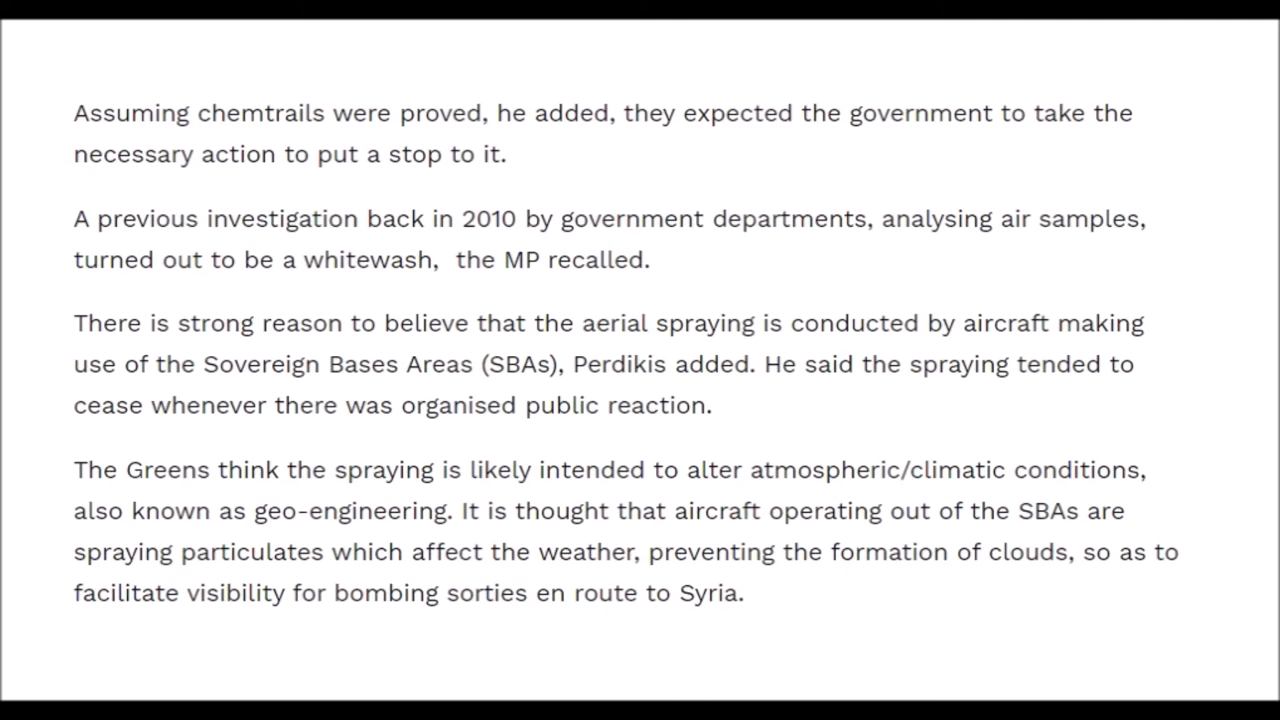 Assuming chemtrails were proved, he added, they expected the government to take the
necessary action to put a stop to it.
A previous investigation back in 2010 by government departments, analysing air samples,
turned out to be a whitewash,  the MP recalled.
There is strong reason to believe that the aerial spraying is conducted by aircraft making
use of the Sovereign Bases Areas (SBAs), Perdikis added. He said the spraying tended to
cease whenever there was organised public reaction.
The Greens think the spraying is likely intended to alter atmospheric/climatic conditions,
also known as geo-engineering. It is thought that aircraft operating out of the SBAs are
spraying particulates which affect the weather, preventing the formation of clouds, so as to
facilitate visibility for bombing sorties en route to Syria.